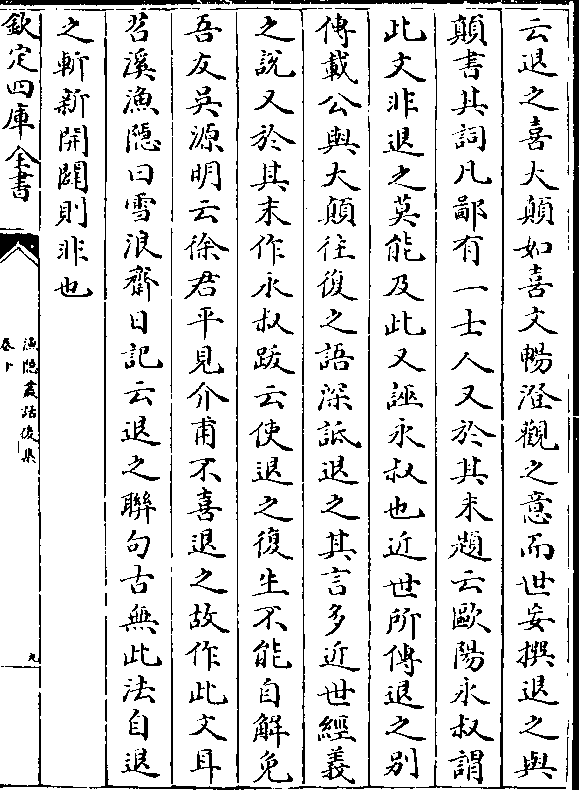 云退之喜大顛如喜文暢澄觀之意而世妄撰退之與
顛書其詞凡鄙有一士人又於其末題云歐陽永叔謂
此文非退之莫能及此又誣永叔也近世所傳退之别
傳載公與大顛往復之語深詆退之其言多近世經義
之說又於其末作永叔跋云使退之復生不能自解免
吾友吳源明云徐君平見介甫不喜退之故作此文耳
苕溪漁隱曰雪浪齋日記云退之聯句古無此法自退
之斬新開闢則非也
欽定四庫全書
漁隱叢話後集
卷十
九